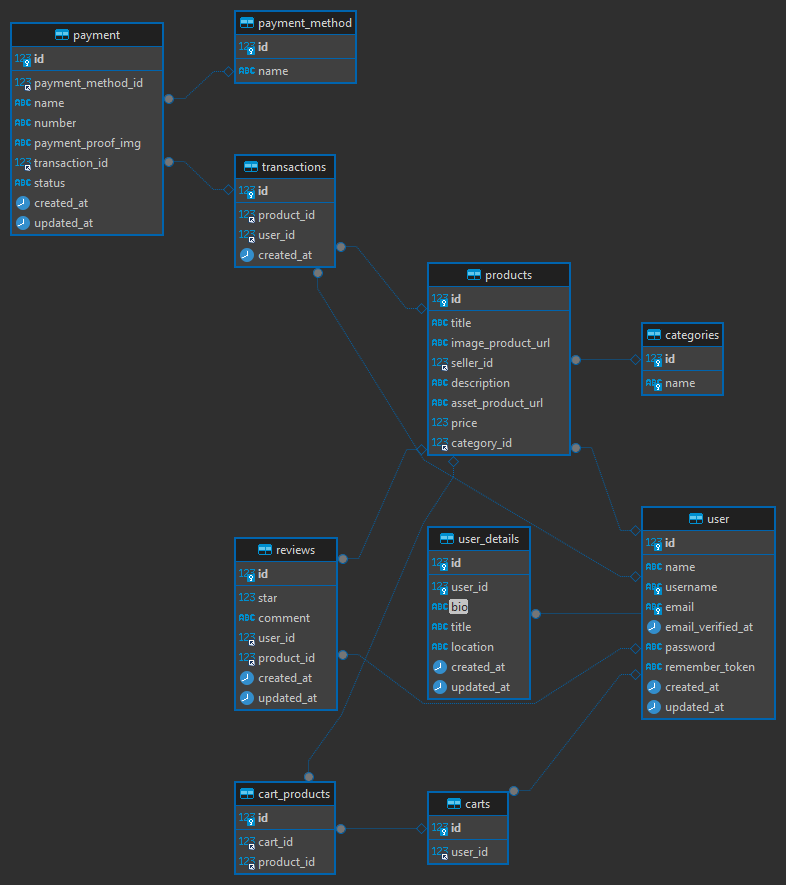 payment
123 id
123 payment_method_id
ABC name
ABC number
ABC payment_proof_img
123 transaction_id
ABC status
created_at
updated_at
payment_method
123 id
ABC name
transactions
123 id
123 product_id
123 user_id
created_at
products
123 id
ABC title
ABC image_product_url
123 seller_id
ABC description
ABC asset_product_url
123 price
123 category_id
categories
123 id
ABC name
reviews
123 id
123 star
ABC comment
123 user_id
123 product_id
created_at
updated_at
user_details
123 id
123 user_id
ABC bio
ABC title
ABC location
created_at
updated_at
user
123 id
ABC name
ABC username
ABC email
email_verified_at
ABC password
ABC remember_token
created_at
updated_at
cart_products
123 id
123 cart_id
123 product_id
carts
123 id
123 user_id